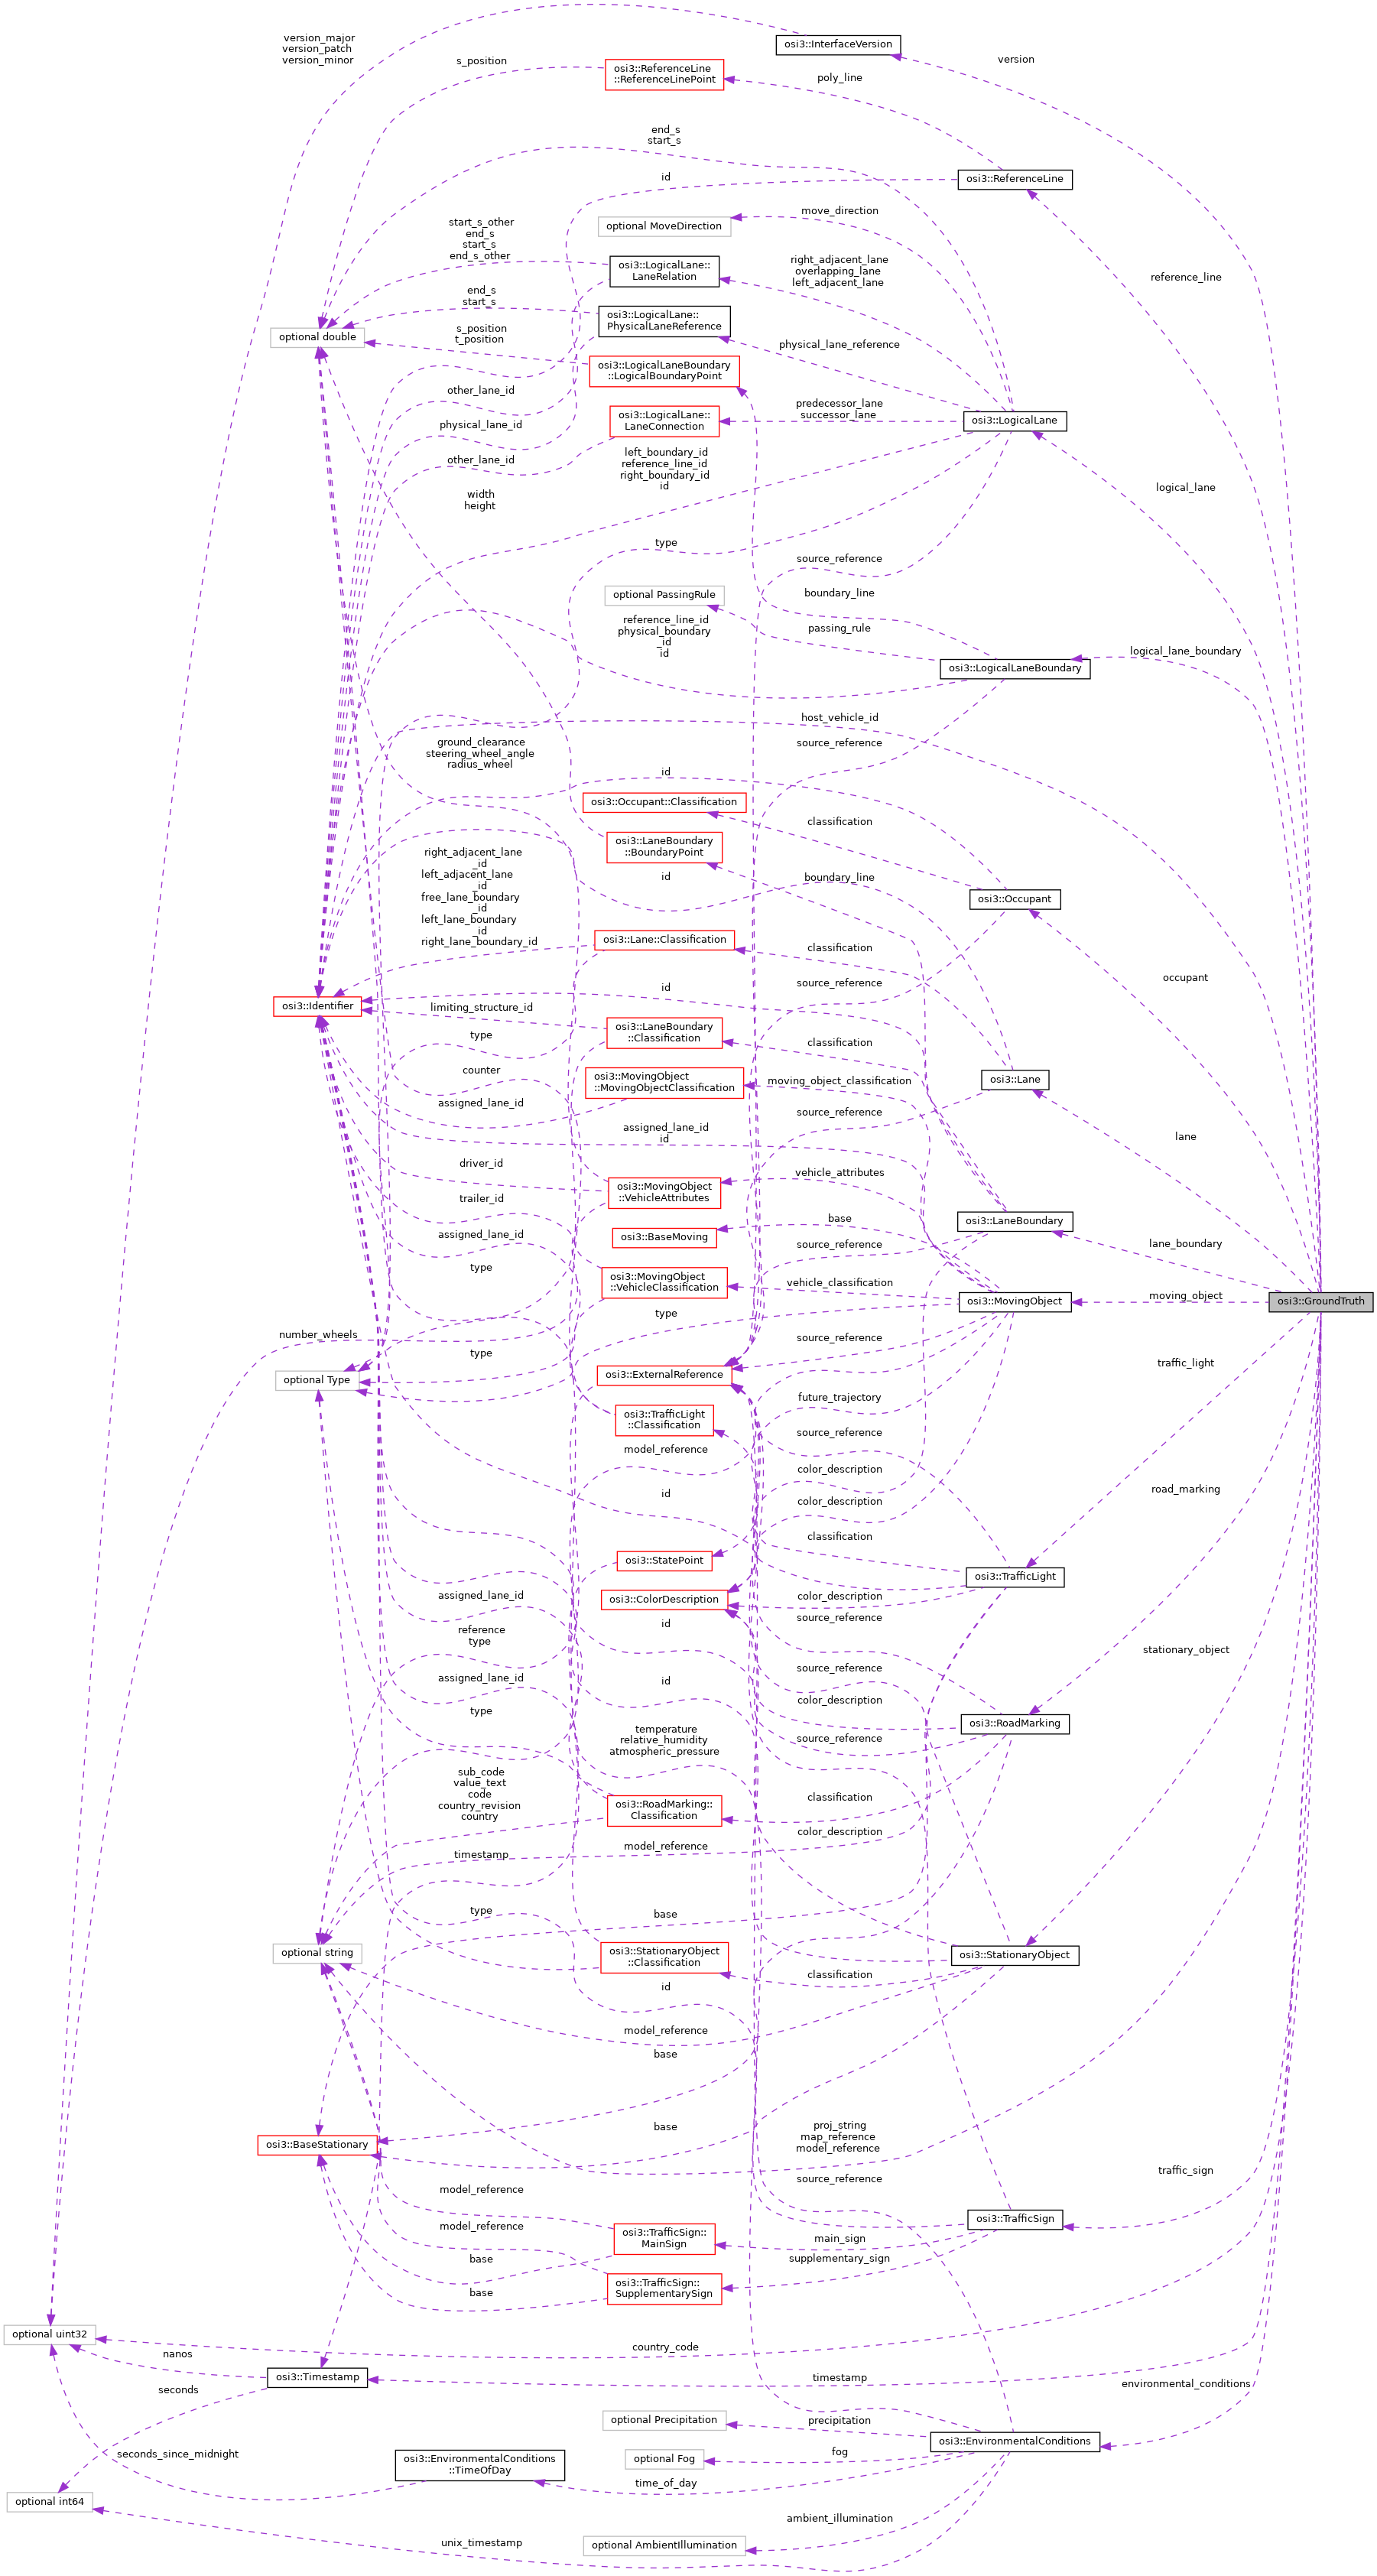 version_major
version_patch
version_minor
osi3::InterfaceVersion
version
s_position
osi3::ReferenceLine
::ReferenceLinePoint
poly_line
end_s
start_s
id
osi3::ReferenceLine
move_direction
optional MoveDirection
start_s_other
end_s
start_s
end_s_other
osi3::LogicalLane::
LaneRelation
right_adjacent_lane
overlapping_lane
left_adjacent_lane
reference_line
end_s
start_s
osi3::LogicalLane::
PhysicalLaneReference
optional double
s_position
t_position
physical_lane_reference
osi3::LogicalLaneBoundary
::LogicalBoundaryPoint
other_lane_id
predecessor_lane
successor_lane
osi3::LogicalLane::
LaneConnection
osi3::LogicalLane
physical_lane_id
other_lane_id
left_boundary_id
reference_line_id
right_boundary_id
id
logical_lane
width
height
type
source_reference
optional PassingRule
boundary_line
reference_line_id
physical_boundary
_id
id
passing_rule
logical_lane_boundary
osi3::LogicalLaneBoundary
host_vehicle_id
ground_clearance
steering_wheel_angle
radius_wheel
source_reference
id
osi3::Occupant::Classification
classification
osi3::LaneBoundary
::BoundaryPoint
right_adjacent_lane
_id
left_adjacent_lane
_id
free_lane_boundary
_id
left_lane_boundary
_id
right_lane_boundary_id
id
boundary_line
osi3::Occupant
osi3::Lane::Classification
classification
occupant
id
source_reference
osi3::Identifier
limiting_structure_id
osi3::LaneBoundary
::Classification
type
classification
counter
osi3::MovingObject
::MovingObjectClassification
moving_object_classification
osi3::Lane
assigned_lane_id
source_reference
assigned_lane_id
id
lane
driver_id
vehicle_attributes
osi3::MovingObject
::VehicleAttributes
trailer_id
base
osi3::LaneBoundary
assigned_lane_id
osi3::BaseMoving
source_reference
lane_boundary
type
osi3::MovingObject
::VehicleClassification
vehicle_classification
moving_object
osi3::MovingObject
osi3::GroundTruth
type
number_wheels
source_reference
type
traffic_light
optional Type
osi3::ExternalReference
future_trajectory
osi3::TrafficLight
::Classification
source_reference
model_reference
color_description
id
color_description
road_marking
classification
osi3::StatePoint
osi3::TrafficLight
assigned_lane_id
osi3::ColorDescription
color_description
id
source_reference
reference
type
stationary_object
source_reference
assigned_lane_id
id
color_description
type
osi3::RoadMarking
temperature
relative_humidity
atmospheric_pressure
source_reference
sub_code
value_text
code
country_revision
country
osi3::RoadMarking::
Classification
classification
color_description
model_reference
timestamp
type
base
optional string
osi3::StationaryObject
::Classification
osi3::StationaryObject
classification
id
model_reference
base
base
proj_string
map_reference
model_reference
osi3::BaseStationary
traffic_sign
source_reference
model_reference
osi3::TrafficSign
model_reference
osi3::TrafficSign::
MainSign
main_sign
base
supplementary_sign
base
osi3::TrafficSign::
SupplementarySign
optional uint32
country_code
nanos
osi3::Timestamp
timestamp
environmental_conditions
seconds
optional Precipitation
precipitation
osi3::EnvironmentalConditions
seconds_since_midnight
osi3::EnvironmentalConditions
::TimeOfDay
optional Fog
fog
time_of_day
optional int64
ambient_illumination
unix_timestamp
optional AmbientIllumination